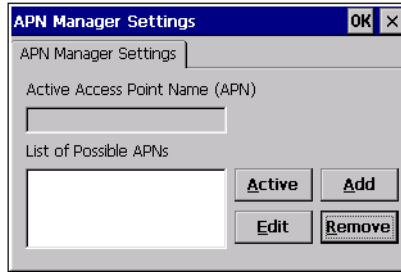 APN Manager Settings OK ×
APN Manager Settings
Active Access Point Name (APN)
List of Possible APNs
Active Add
Edit Remove